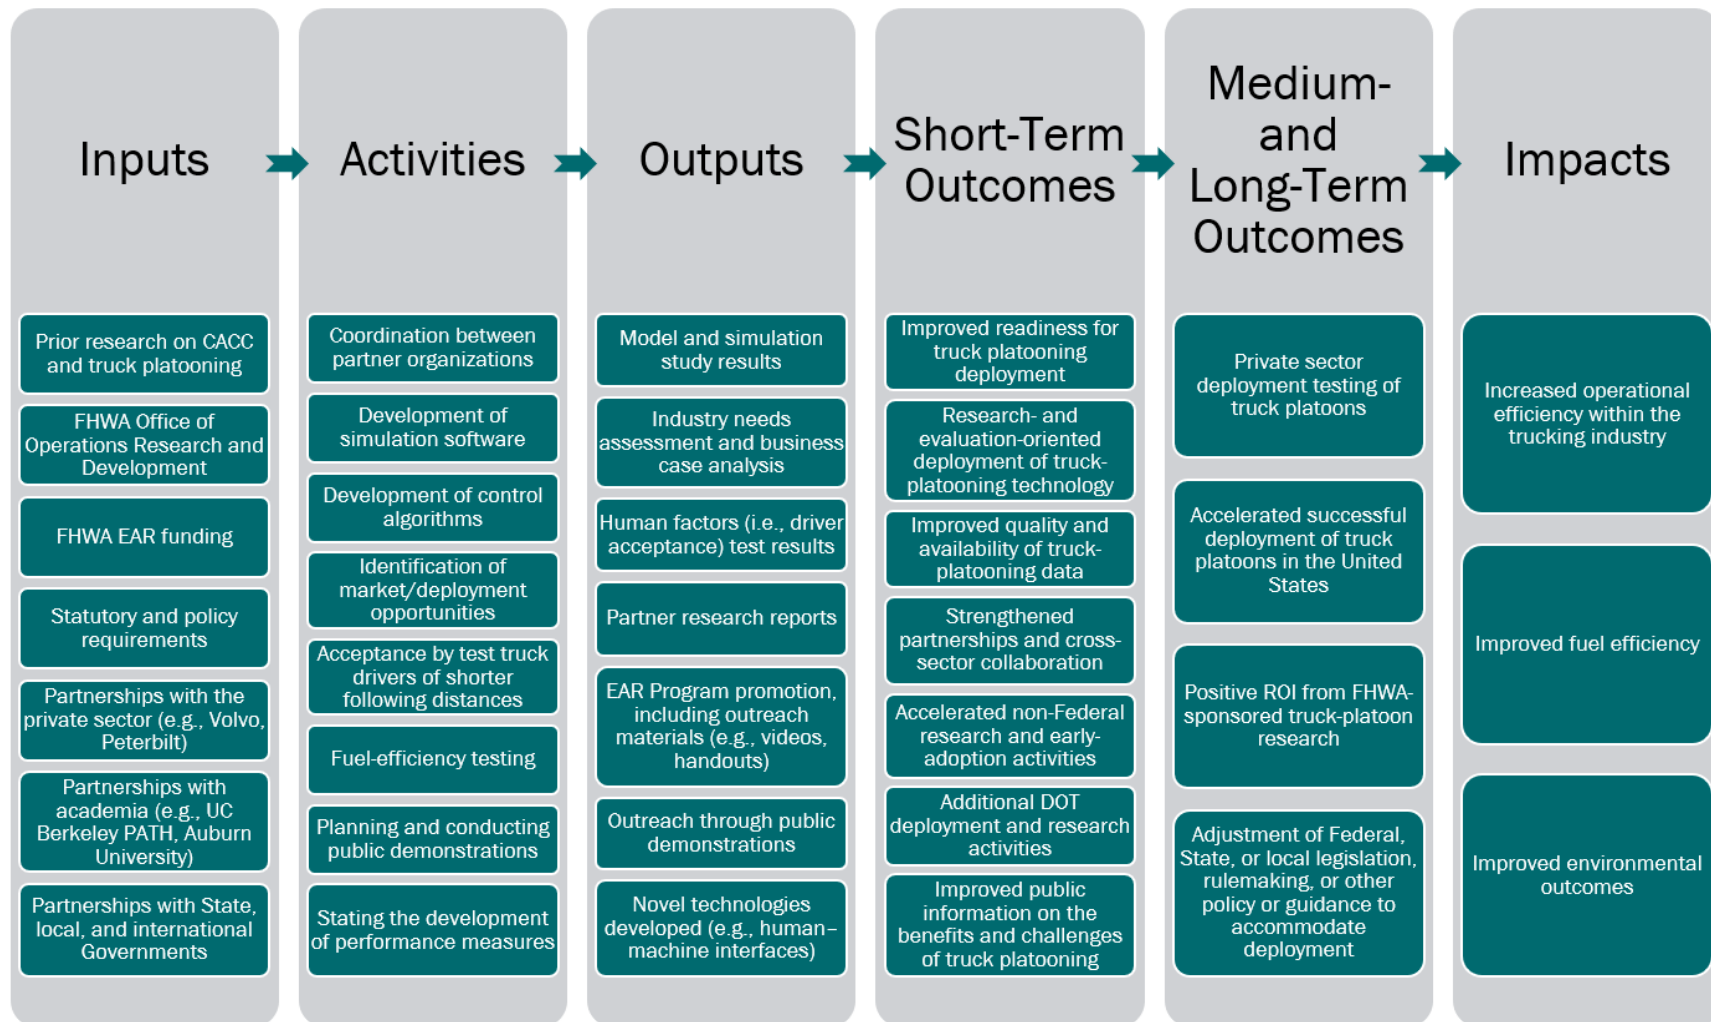 Inputs
Prior research on CACC
and truck platooning
FHWA Office of
Operations Research and
Development
FHWA EAR funding
Statutory and policy
requirements
Partnerships with the
private sector (e.g., Volvo,
Peterbilt)
Partnerships with
academia (e.g., UC
Berkeley PATH, Auburn
University)
Partnerships with State,
local, and international
Governments
Activities
Coordination between
partner organizations
Development of
simulation software
Development of control
algorithms
Identification of
market/deployment
opportunities
Acceptance by test truck
drivers of shorter
following distances
Fuel-efficiency testing
Planning and conducting
public demonstrations
Stating the development
of performance measures
Outputs
Model and simulation
study results
Industry needs
assessment and business
case analysis
Human factors (i.e., driver
acceptance) test results
Partner research reports
EAR Program promotion,
including outreach
materials (e.g., videos,
handouts)
Outreach through public
demonstrations
Novel technologies
developed (e.g., human–
machine interfaces)
Short-Term
Outcomes
Improved readiness for
truck platooning
deployment
Research- and
evaluation-oriented
deployment of truck-
platooning technology
Improved quality and
availability of truck-
platooning data
Strengthened
partnerships and cross-
sector collaboration
Accelerated non-Federal
research and early-
adoption activities
Additional DOT
deployment and research
activities
Improved public
information on the
benefits and challenges
of truck platooning
Medium-
and
Long-Term
Outcomes
Private sector
deployment testing of
truck platoons
Accelerated successful
deployment of truck
platoons in the United
States
Positive ROI from FHWA-
sponsored truck-platoon
research
Adjustment of Federal,
State, or local legislation,
rulemaking, or other
policy or guidance to
accommodate
deployment
Impacts
Increased operational
efficiency within the
trucking industry
Improved fuel efficiency
Improved environmental
outcomes